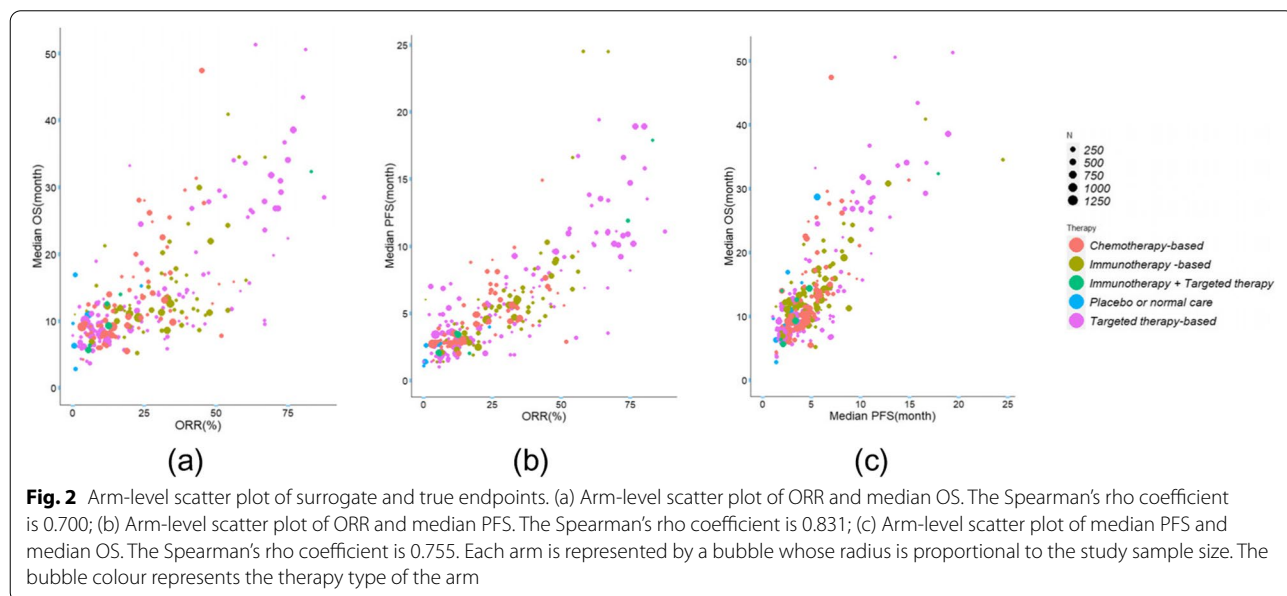 50
40
30
20
10
0
Median OS(month)
0
25
50
75
ORR(%)
(a)
25
20
15
10
5
0
Median PFS(month)
0
25
50
75
ORR(%)
(b)
50
40
30
20
10
0
Median OS(month)
0
5
10
15
20
25
Median PFS(month)
(c)
N
250
500
750
1000
1250
Therapy
Chemotherapy-based
Immunotherapy -based
Immunotherapy + Targeted therapy
Placebo or normal care
Targeted therapy-based
Fig. 2 Arm-level scatter plot of surrogate and true endpoints. (a) Arm-level scatter plot of ORR and median OS. The Spearman’s rho coefficient
is 0.700; (b) Arm-level scatter plot of ORR and median PFS. The Spearman’s rho coefficient is 0.831; (c) Arm-level scatter plot of median PFS and
median OS. The Spearman’s rho coefficient is 0.755. Each arm is represented by a bubble whose radius is proportional to the study sample size. The
bubble colour represents the therapy type of the arm